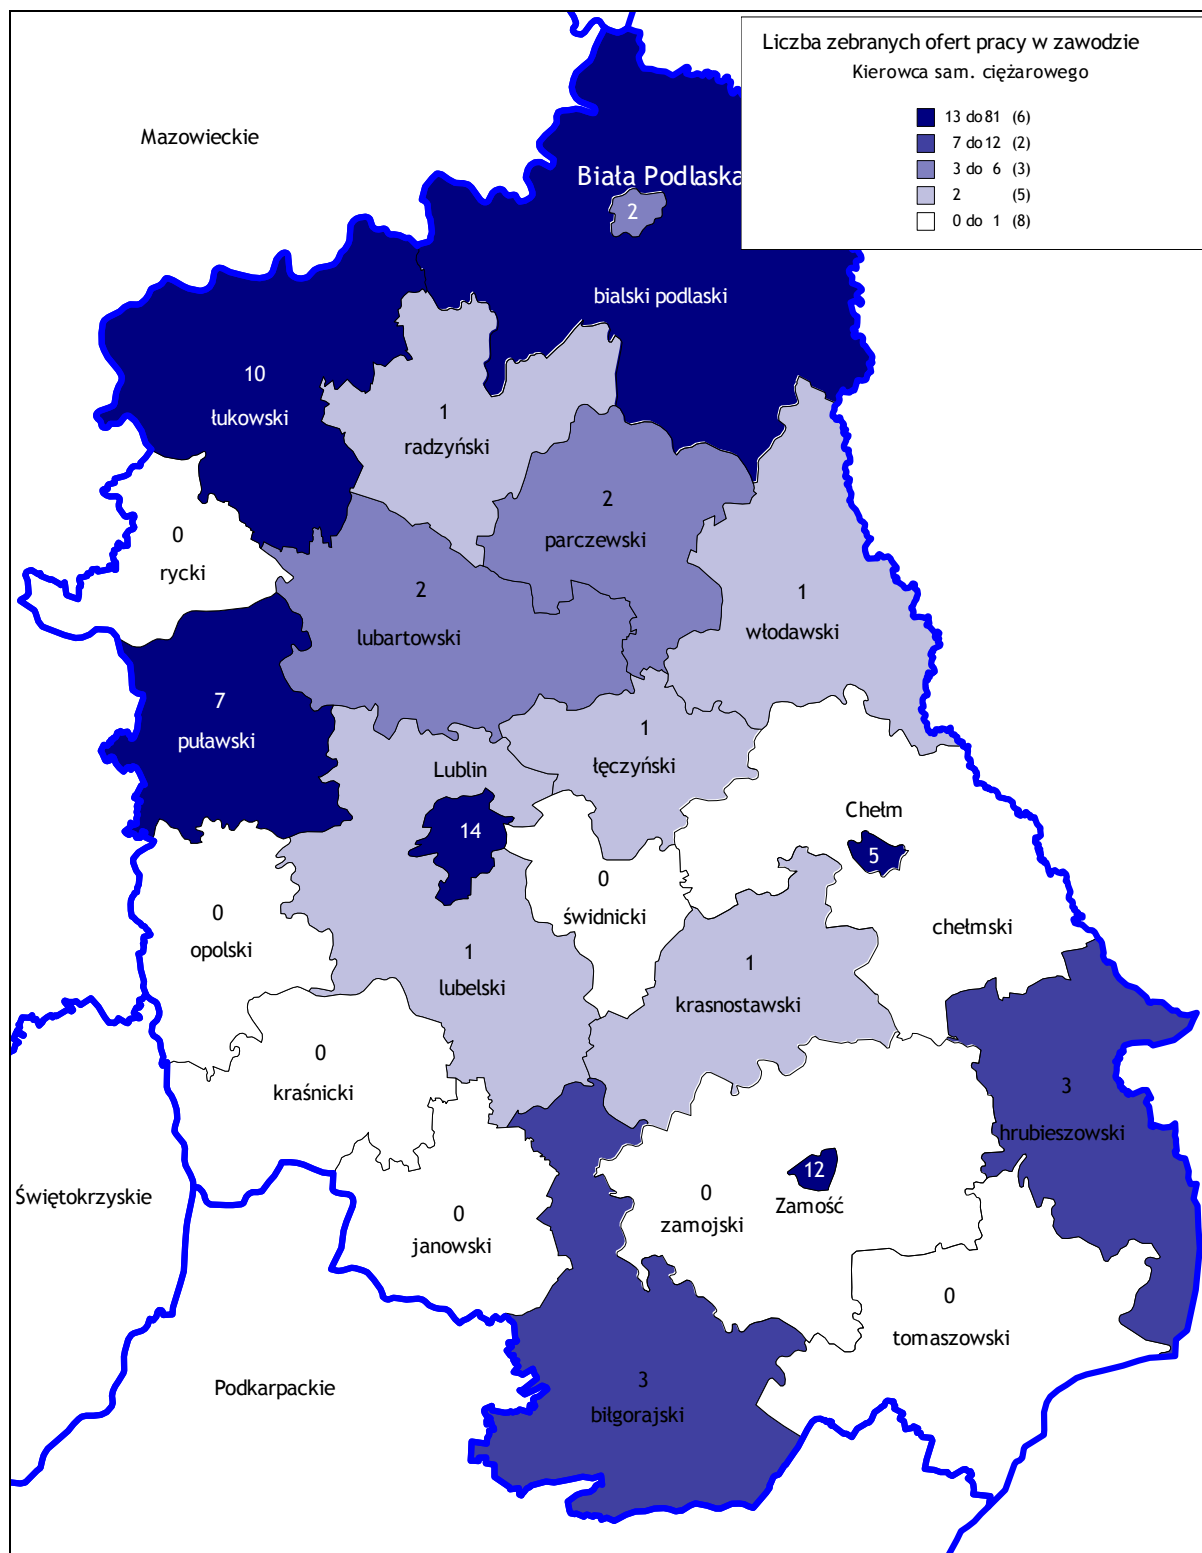 Liczba zebranych ofert pracy w zawodzie
Kierowca sam. ciężarowego
13 do 81 (6)
7 do 12 (2)
3 do 6 (3)
2 (5)
0 do 1 (8)
Mazowieckie
Biała Podlaska
2
bialski podlaski
10
łukowski
1
radzyński
2
parczewski
0
rycki
2
lubartowski
1
włodawski
7
puławski
1
łęczyński
Lublin
14
Chełm
5
0
świdnicki
0
opolski
chełmski
1
lubelski
1
krasnostawski
0
kraśnicki
3
hrubieszowski
12
Zamość
0
zamojski
Świętokrzyskie
0
janowski
0
tomaszowski
3
biłgorajski
Podkarpackie